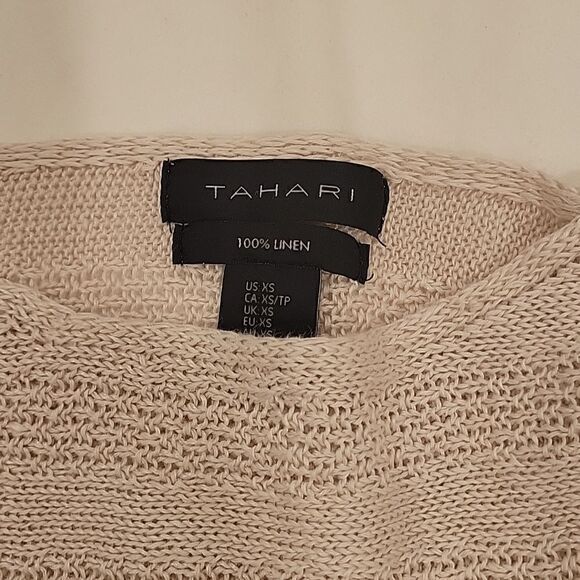 TAHARI
100% LINEN
US:XS
CA:XS/TP
UK:XS
EU:XS